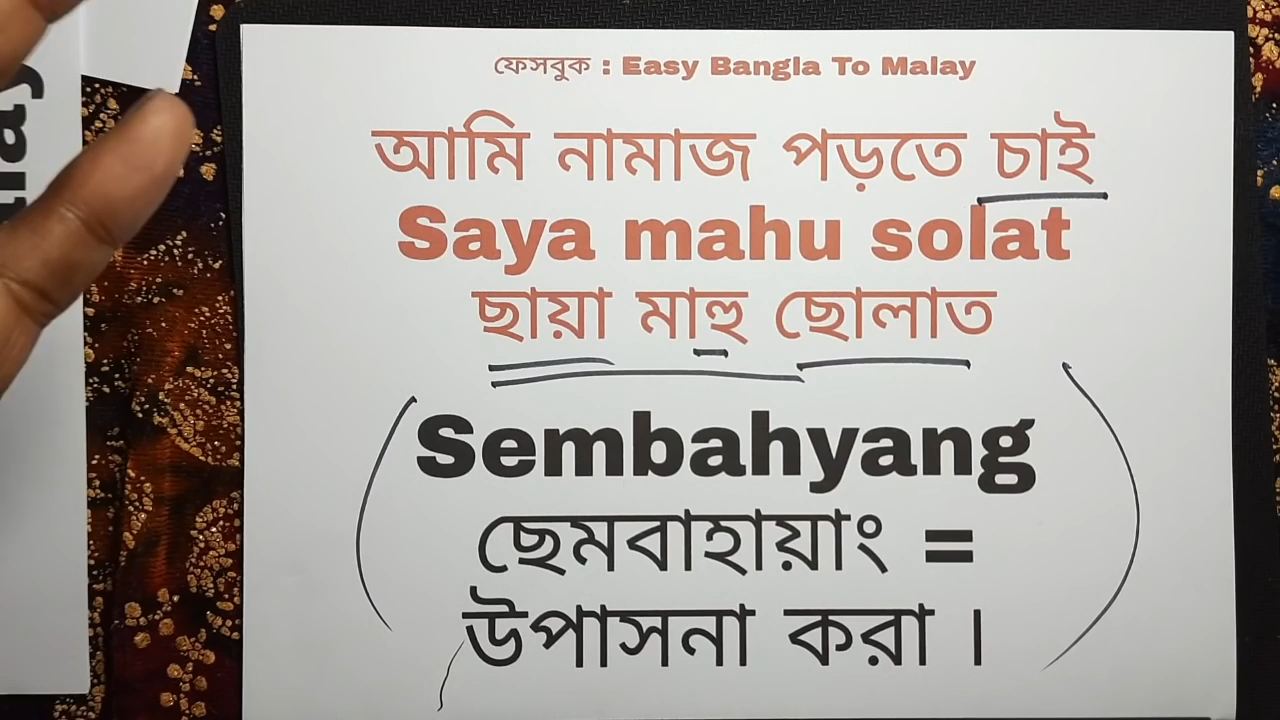 ফেসবুক : Easy Bangla To Malay
আমি নামাজ পড়তে চাই
Saya mahu solat
ছায়া মাহু ছোলাত
Sembahyang
ছেমবাহায়াং =
উপাসনা করা ।